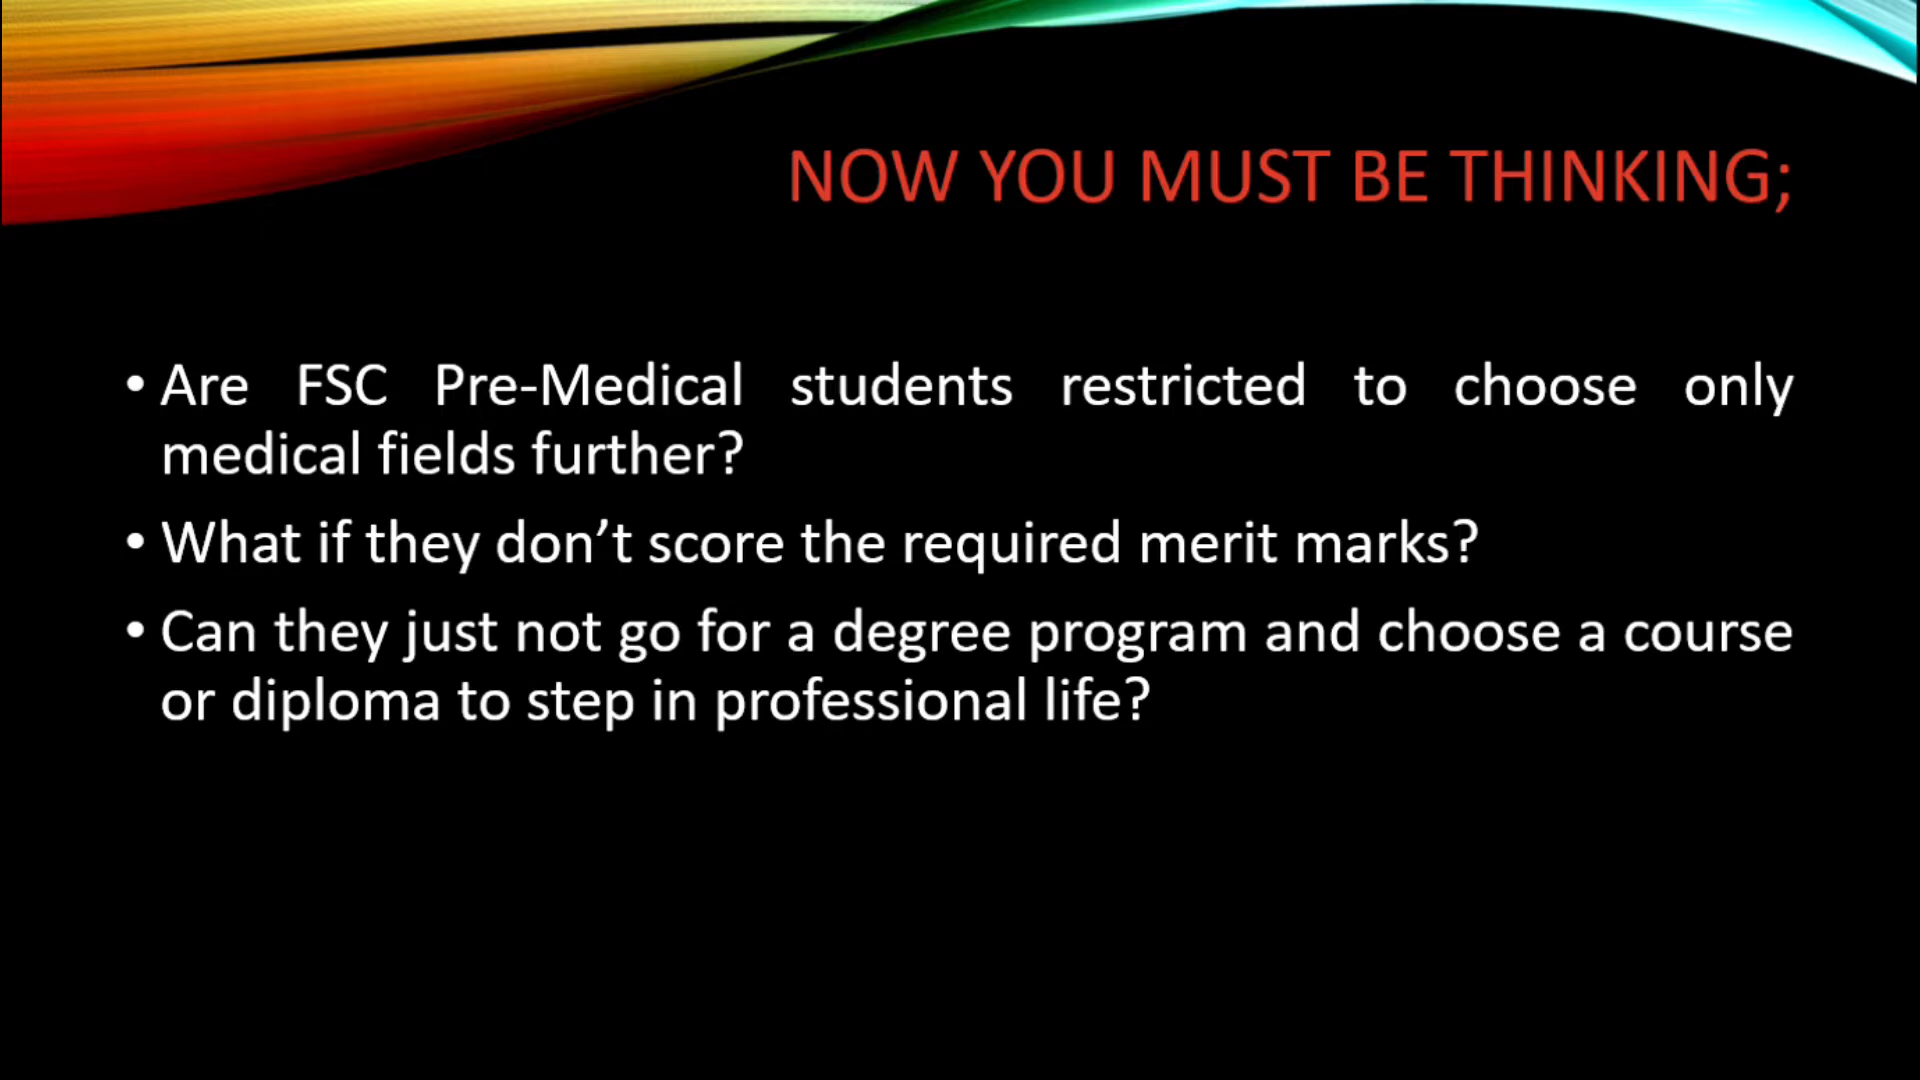 NOW YOU MUST BE THINKING;
• Are FSC Pre-Medical students restricted to choose only
medical fields further?
• What if they don’t score the required merit marks?
• Can they just not go for a degree program and choose a course
or diploma to step in professional life?